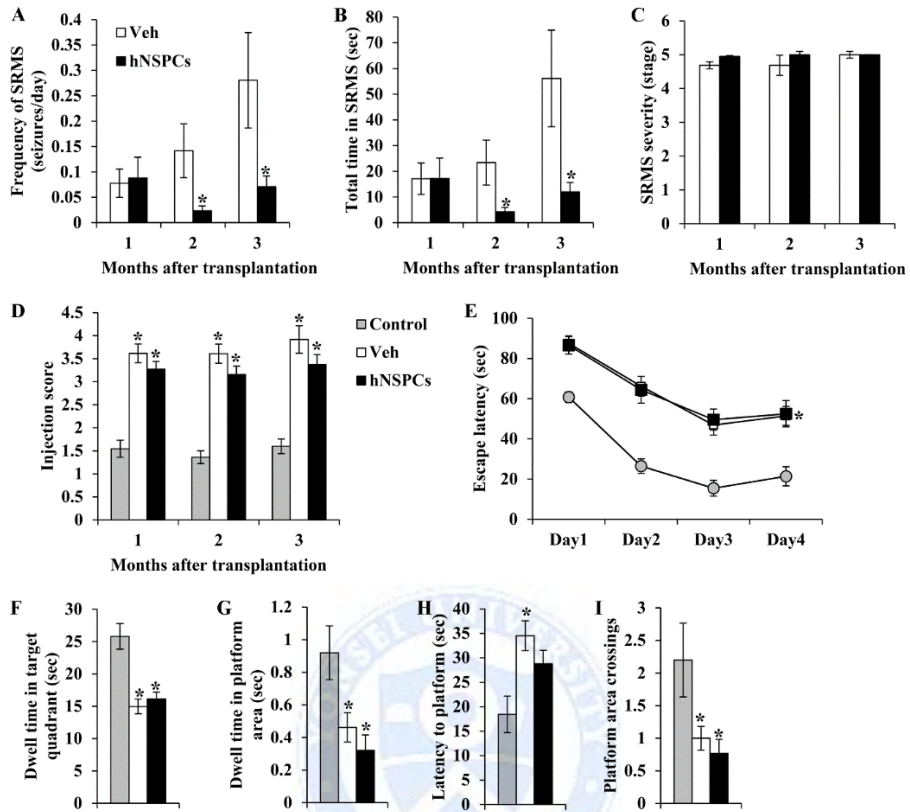 A
Frequency of SRMS
(seizures/day)
0.4
0.35
0.3
0.25
0.2
0.15
0.1
0.05
0
Veh
hNSPCs
*
*
1 2 3
Months after transplantation
B
Total time in SRMS (sec)
80
70
60
50
40
30
20
10
0
*
*
1 2 3
Months after transplantation
C
SRMS severity (stage)
6
5
4
3
2
1
0
1 2 3
Months after transplantation
D
Injection score
4.5
4
3.5
3
2.5
2
1.5
1
0.5
0
* * * * * *
1 2 3
Months after transplantation
Control
Veh
hNSPCs
E
Escape latency (sec)
100
80
60
40
20
0
*
Day1 Day2 Day3 Day4
F
Dwell time in target
quadrant (sec)
30
25
20
15
10
5
0
* *
G
Dwell time in platform
area (sec)
1.2
1
0.8
0.6
0.4
0.2
0
* *
H
Latency to platform (sec)
40
35
30
25
20
15
10
5
0
*
I
Platform area crossings
3
2.5
2
1.5
1
0.5
0
* *
YONSEI UNIVERSITY